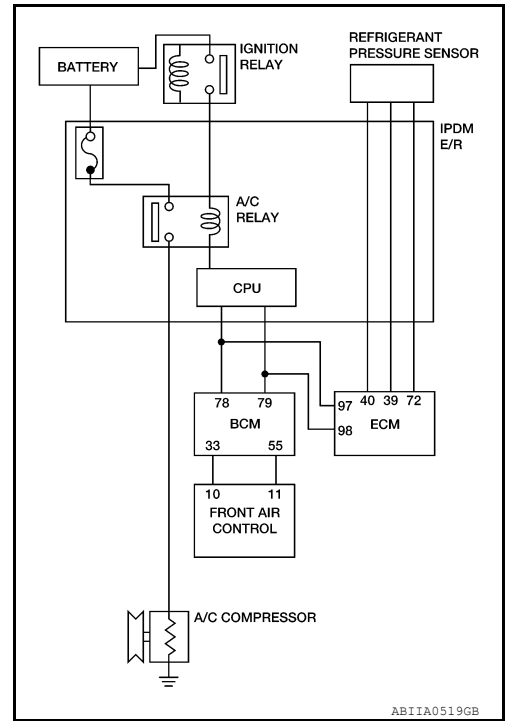 IGNITION
RELAY
BATTERY
REFRIGERANT
PRESSURE SENSOR
IPDM
E/R
A/C
RELAY
CPU
78 79
BCM
33 55
97 40 39 72
98 ECM
10 11
FRONT AIR
CONTROL
A/C COMPRESSOR
ABIIA0519GB